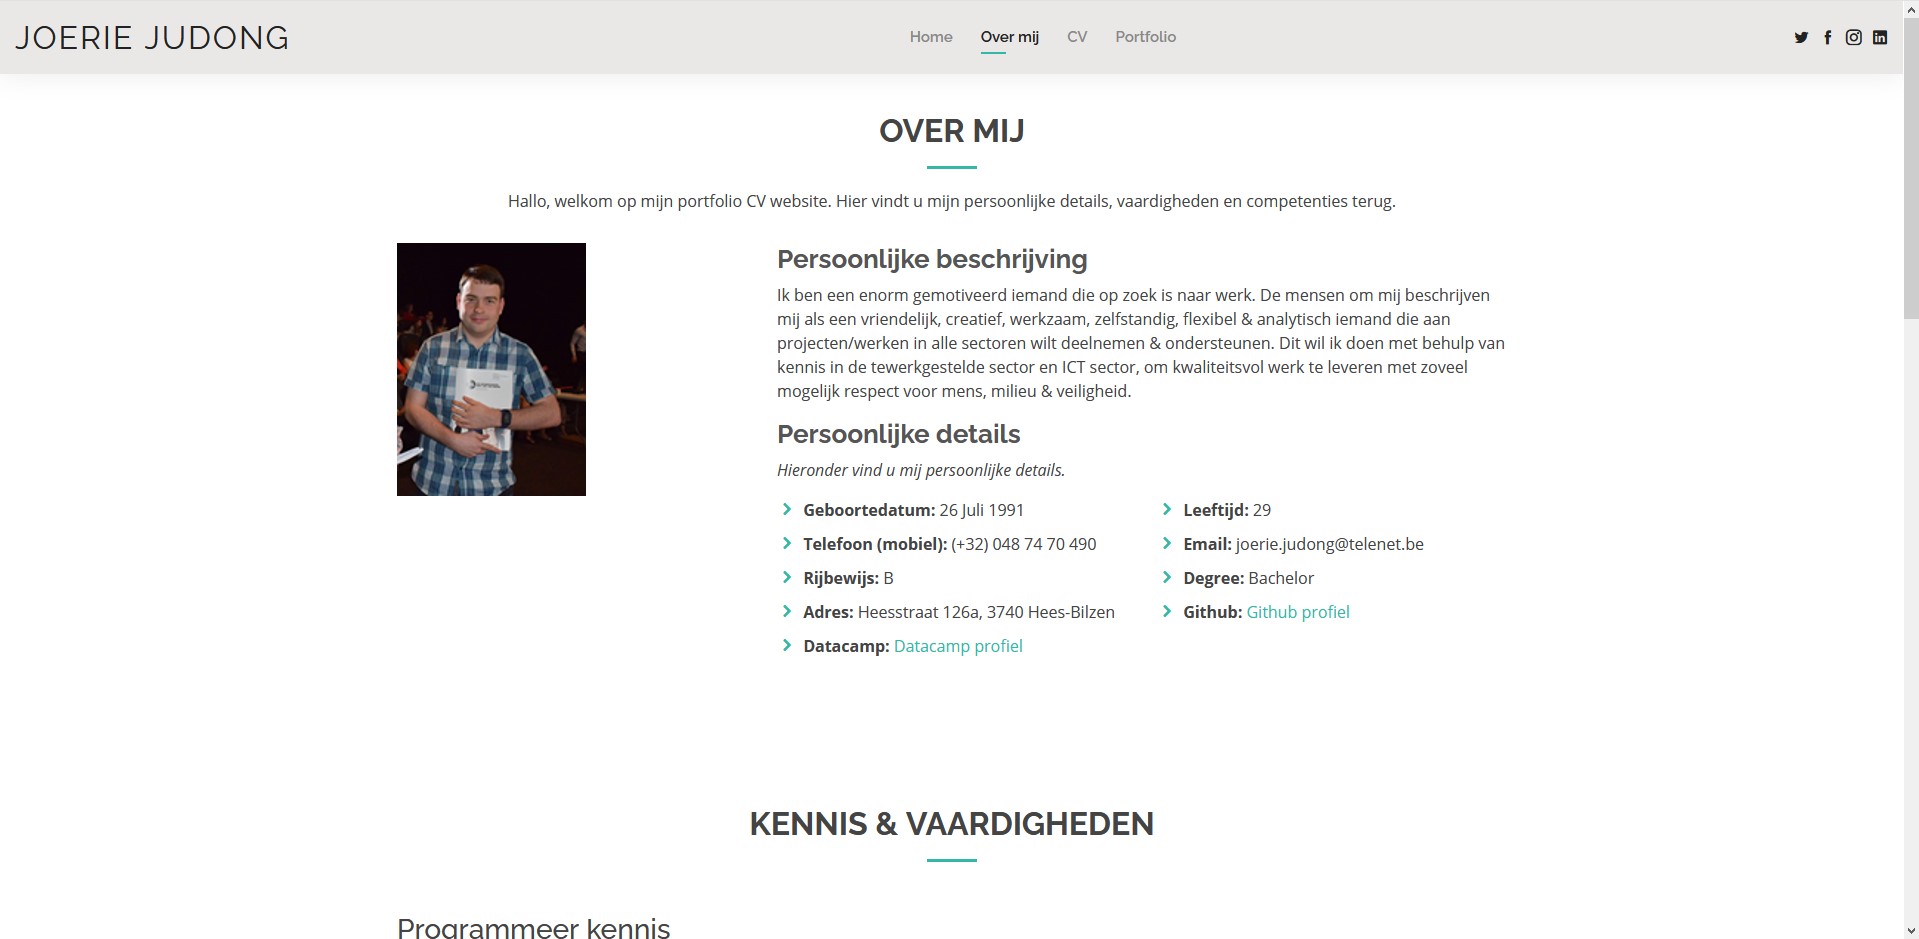 JOERIE JUDONG
Home Over mij CV Portfolio
OVER MIJ
Hallo, welkom op mijn portfolio CV website. Hier vindt u mijn persoonlijke details, vaardigheden en competenties terug.
Persoonlijke beschrijving
Ik ben een enorm gemotiveerd iemand die op zoek is naar werk. De mensen om mij beschrijven
mij als een vriendelijk, creatief, werkzaam, zelfstandig, flexibel & analytisch iemand die aan
projecten/werken in alle sectoren wilt deelnemen & ondersteunen. Dit wil ik doen met behulp van
kennis in de tewerkgestelde sector en ICT sector, om kwaliteitsvol werk te leveren met zoveel
mogelijk respect voor mens, milieu & veiligheid.
Persoonlijke details
Hieronder vind u mij persoonlijke details.
Geboortedatum: 26 Juli 1991
Telefoon (mobiel): (+32) 048 74 70 490
Rijbewijs: B
Adres: Heesstraat 126a, 3740 Hees-Bilzen
Datacamp: Datacamp profiel
Leeftijd: 29
Email: joerie.judong@telenet.be
Degree: Bachelor
Github: Github profiel
KENNIS & VAARDIGHEDEN
Programmeer kennis